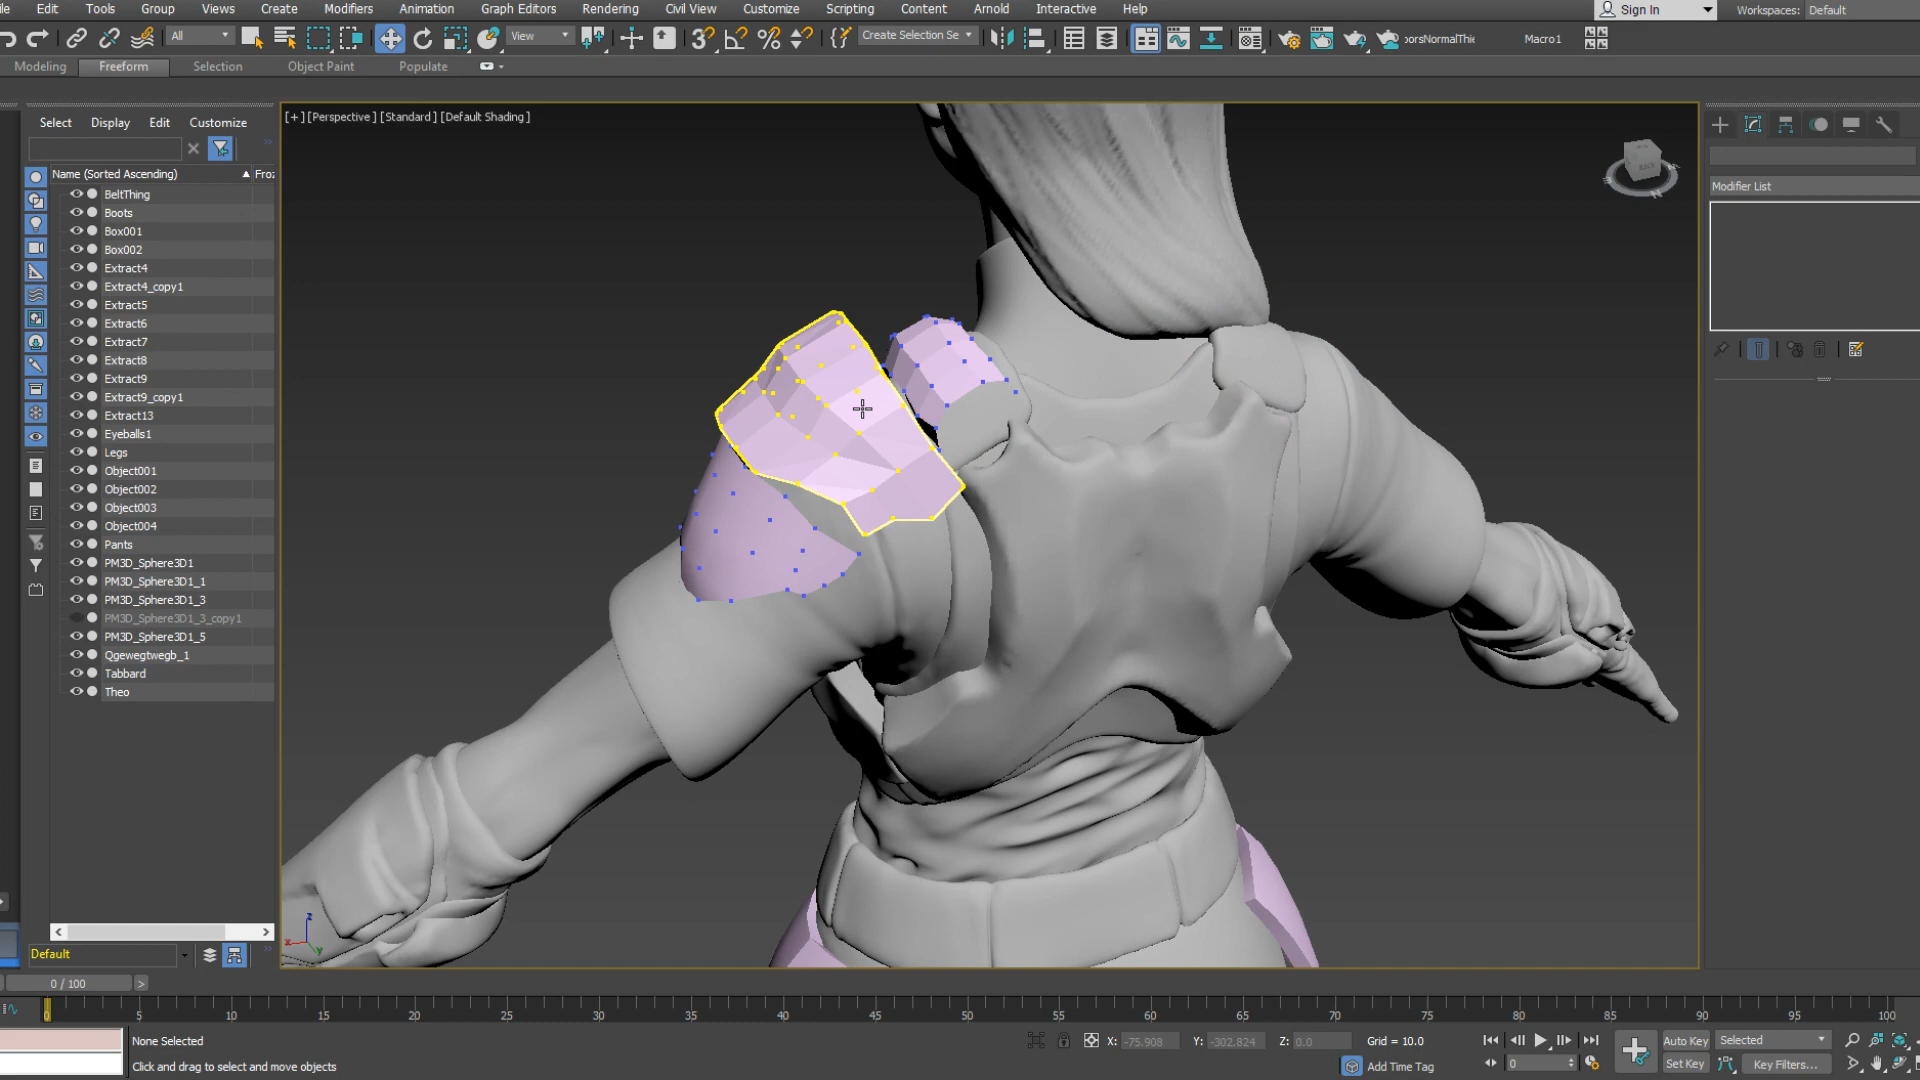 Edit Tools Group Views Create Modifiers Animation Graph Editors Rendering Civil View Customize Scripting Content Arnold Interactive Help Sign In Workspaces: Default
All View Create Selection Se Macro1
Modeling Freeform Selection Object Paint Populate
[+] [Perspective] [Standard] [Default Shading]
Select Display Edit Customize
Name (Sorted Ascending) Froz
BeltThing
Boots
Box001
Box002
Extract4
Extract4_copy1
Extract5
Extract6
Extract7
Extract8
Extract9
Extract9_copy1
Extract13
Eyeballs1
Legs
Object001
Object002
Object003
Object004
Pants
PM3D_Sphere3D1
PM3D_Sphere3D1_1
PM3D_Sphere3D1_3
PM3D_Sphere3D1_3_copy1
PM3D_Sphere3D1_5
Qgewegtwegb_1
Tabbard
Theo
Modifier List
Default
0 / 100
0 5 10 15 20 25 30 35 40 45 50 55 60 65 70 75 80 85 90 95 100
None Selected
X: -75.908 Y: -302.824 Z: 0.0 Grid = 10.0
Auto Key Selected
Click and drag to select and move objects
Add Time Tag
0
Set Key Key Filters...